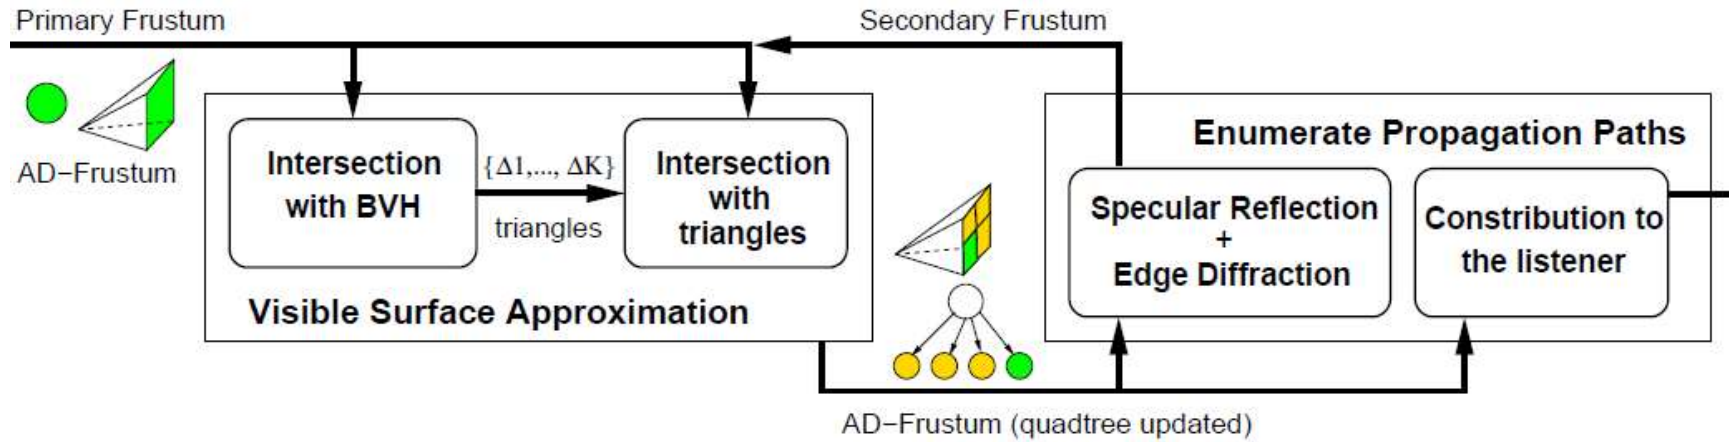 Primary Frustum
Secondary Frustum
AD−Frustum
Intersection
with BVH
{Δ1,..., ΔK}
triangles
Intersection
with
triangles
Visible Surface Approximation
Enumerate Propagation Paths
Specular Reflection
+
Edge Diffraction
Constribution to
the listener
AD−Frustum (quadtree updated)